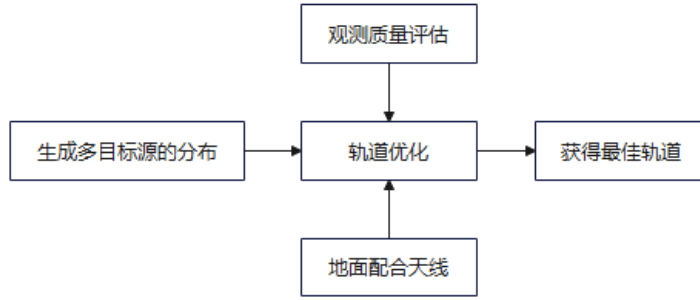 观测质量评估
生成多目标源的分布
轨道优化
获得最佳轨道
地面配合天线